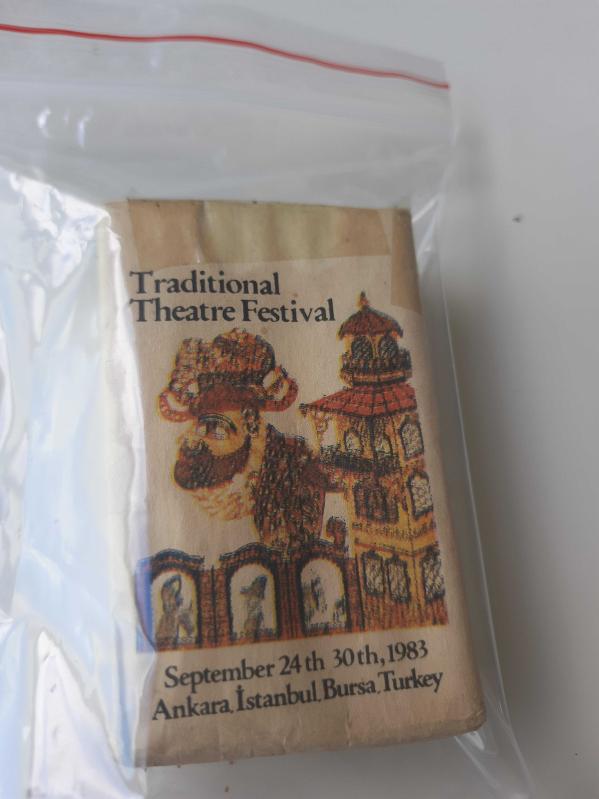 Traditional
Theatre Festival
September 24th 30th, 1983
Ankara, İstanbul, Bursa, Turkey